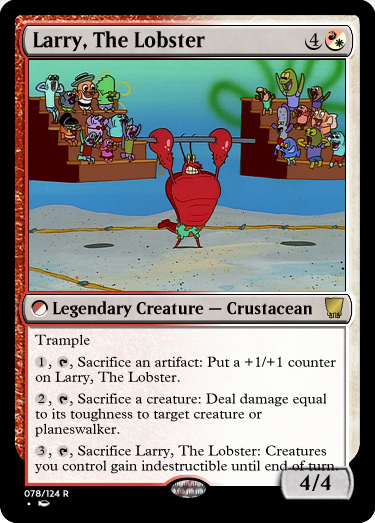 Larry, The Lobster 4
Legendary Creature — Crustacean
Trample
1, , Sacrifice an artifact: Put a +1/+1 counter
on Larry, The Lobster.
2, , Sacrifice a creature: Deal damage equal
to its toughness to target creature or
planeswalker.
3, , Sacrifice Larry, The Lobster: Creatures
you control gain indestructible until end of turn.
4/4
078/124 R